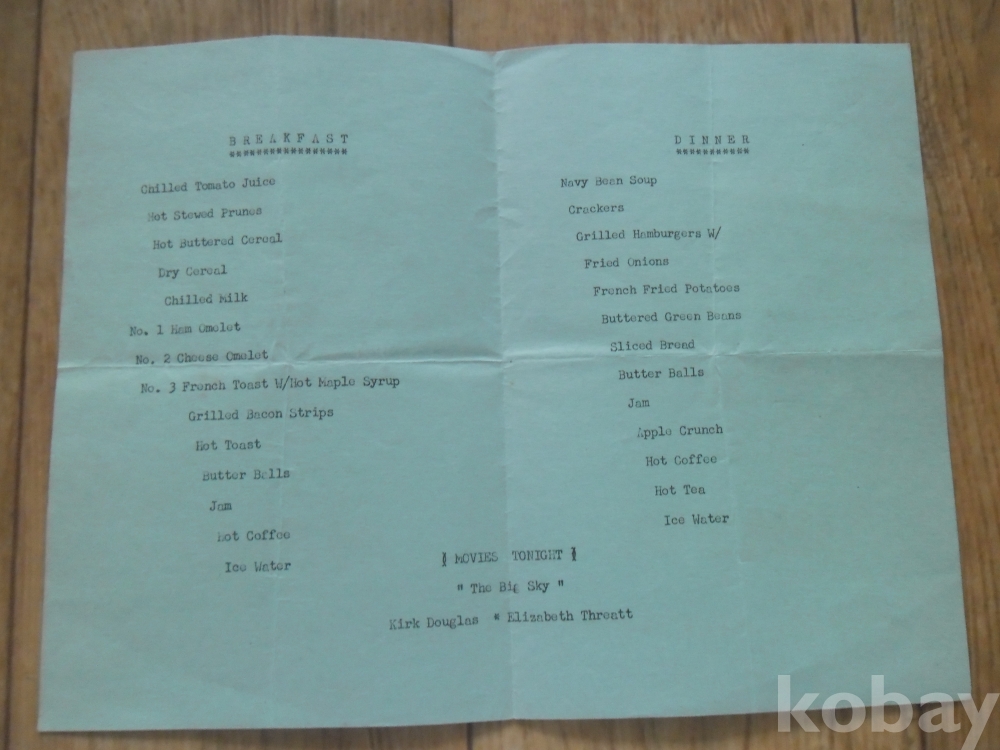 B R E A K F A S T
*****************
Chilled Tomato Juice
Hot Stewed Prunes
Hot Buttered Cereal
Dry Cereal
Chilled Milk
No. 1 Ham Omelet
No. 2 Cheese Omelet
No. 3 French Toast W/Hot Maple Syrup
Grilled Bacon Strips
Hot Toast
Butter Balls
Jam
Hot Coffee
Ice Water
D I N N E R
***********
Navy Bean Soup
Crackers
Grilled Hamburgers W/
Fried Onions
French Fried Potatoes
Buttered Green Beans
Sliced Bread
Butter Balls
Jam
Apple Crunch
Hot Coffee
Hot Tea
Ice Water
! MOVIES TONIGHT !
" The Big Sky "
Kirk Douglas * Elizabeth Threatt
kobay